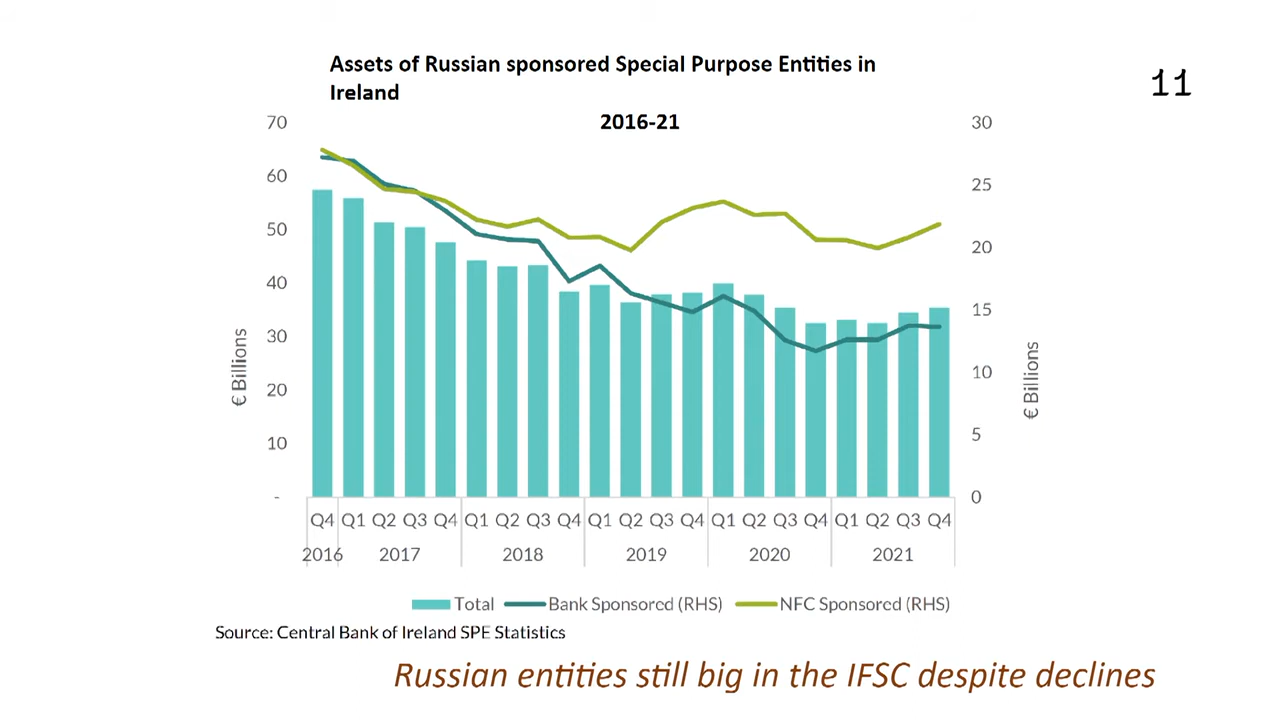 Assets of Russian sponsored Special Purpose Entities in
Ireland
11
2016-21
70
60
50
40
30
20
10
-
€ Billions
30
25
20
15
10
5
0
€ Billions
Q4 Q1 Q2 Q3 Q4 Q1 Q2 Q3 Q4 Q1 Q2 Q3 Q4 Q1 Q2 Q3 Q4 Q1 Q2 Q3 Q4
2016 2017 2018 2019 2020 2021
Total Bank Sponsored (RHS) NFC Sponsored (RHS)
Source: Central Bank of Ireland SPE Statistics
Russian entities still big in the IFSC despite declines